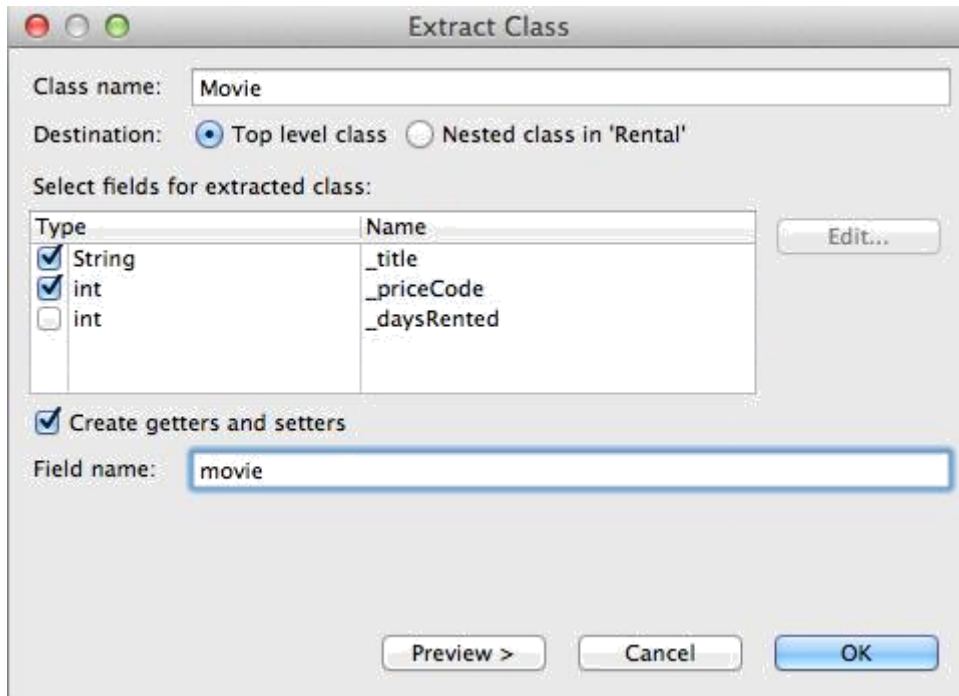 Extract Class
Class name: Movie
Destination: Top level class Nested class in 'Rental'
Select fields for extracted class:
Type Name Edit...
String _title
int _priceCode
int _daysRented
Create getters and setters
Field name: movie
Preview > Cancel OK